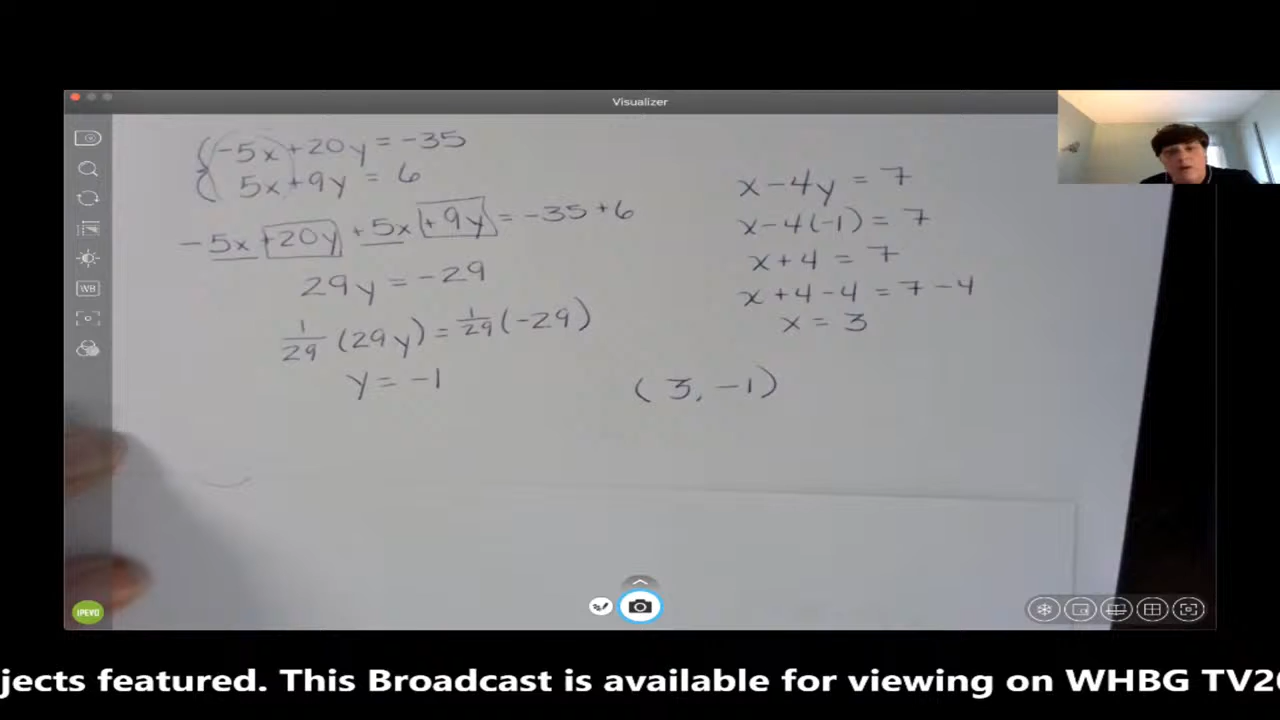 Visualizer
-5x+20y=-35
5x+9y=6
-5x+20y+5x+9y=-35+6
29y=-29
1/29(29y)=1/29(-29)
y=-1
x-4y=7
x-4(-1)=7
x+4=7
x+4-4=7-4
x=3
(3,-1)
WB
IPEVO
jects featured. This Broadcast is available for viewing on WHBG TV20